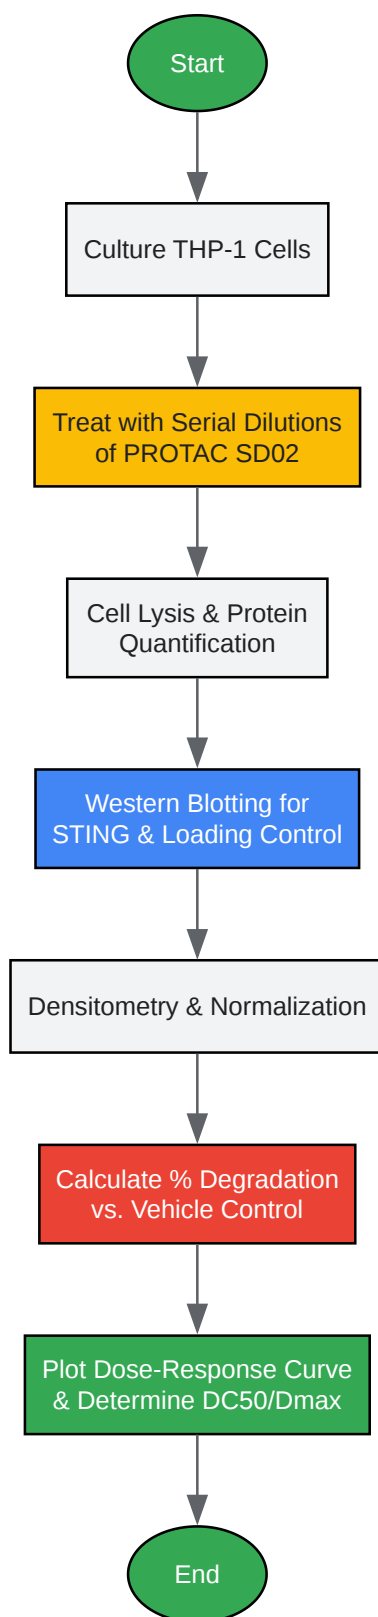 Start
Culture THP-1 Cells
Treat with Serial Dilutions
of PROTAC SD02
Cell Lysis & Protein
Quantification
Western Blotting for
STING & Loading Control
Densitometry & Normalization
Calculate % Degradation
vs. Vehicle Control
Plot Dose-Response Curve
& Determine DC50/Dmax
End